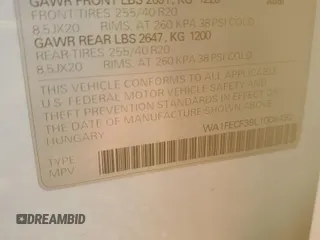 GAWR FRONT LBS 2691, KG 1220
FRONT TIRES 255/40 R20
8.5JX20 RIMS, AT 260 KPA 38 PSI COLD
GAWR REAR LBS 2647, KG 1200
REAR TIRES 255/40 R20
8.5JX20 RIMS, AT 260 KPA 38 PSI COLD
THIS VEHICLE CONFORMS TO ALL APPLICABLE
U.S. FEDERAL MOTOR VEHICLE SAFETY AND
THEFT PREVENTION STANDARDS IN EFFECT ON THE
DATE OF MANUFACTURE SHOWN ABOVE.
HUNGARY
TYPE
MPV
DREAMBID